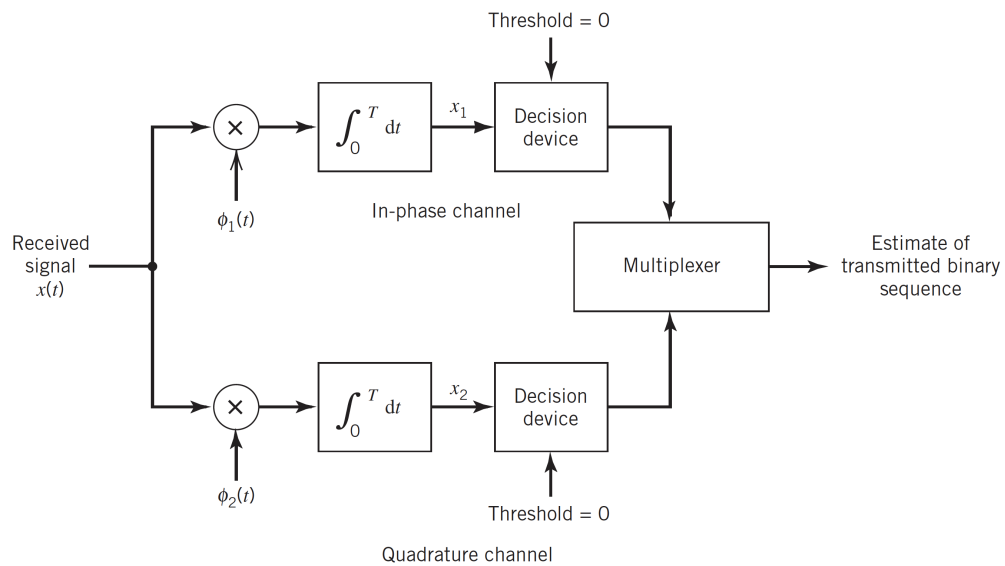 Threshold = 0
×
∫₀ᵀ dt
x₁
Decision
device
ϕ₁(t)
In-phase channel
Received
signal
x(t)
Multiplexer
Estimate of
transmitted binary
sequence
×
∫₀ᵀ dt
x₂
Decision
device
ϕ₂(t)
Threshold = 0
Quadrature channel